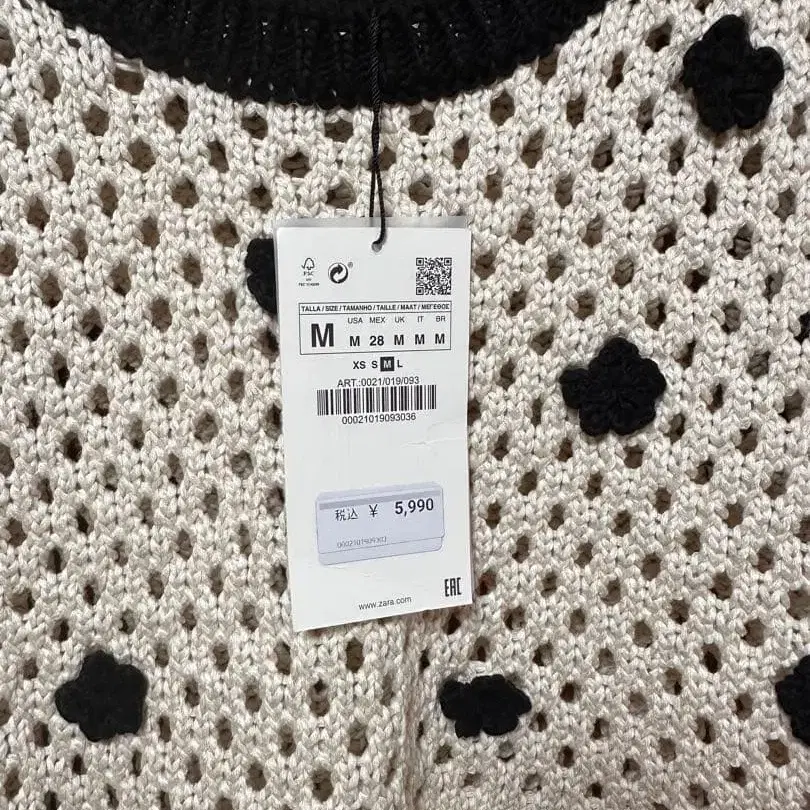 FSC
TALLA / SIZE / TAMANHO / TAILLE / MAAT / ΜΕΓΕΘΟΣ
M
USA MEX UK IT BR
M 28 M M M
XS S M L
ART.:0021/019/093
00021019093036
税込 ¥ 5,990
www.zara.com
EAC